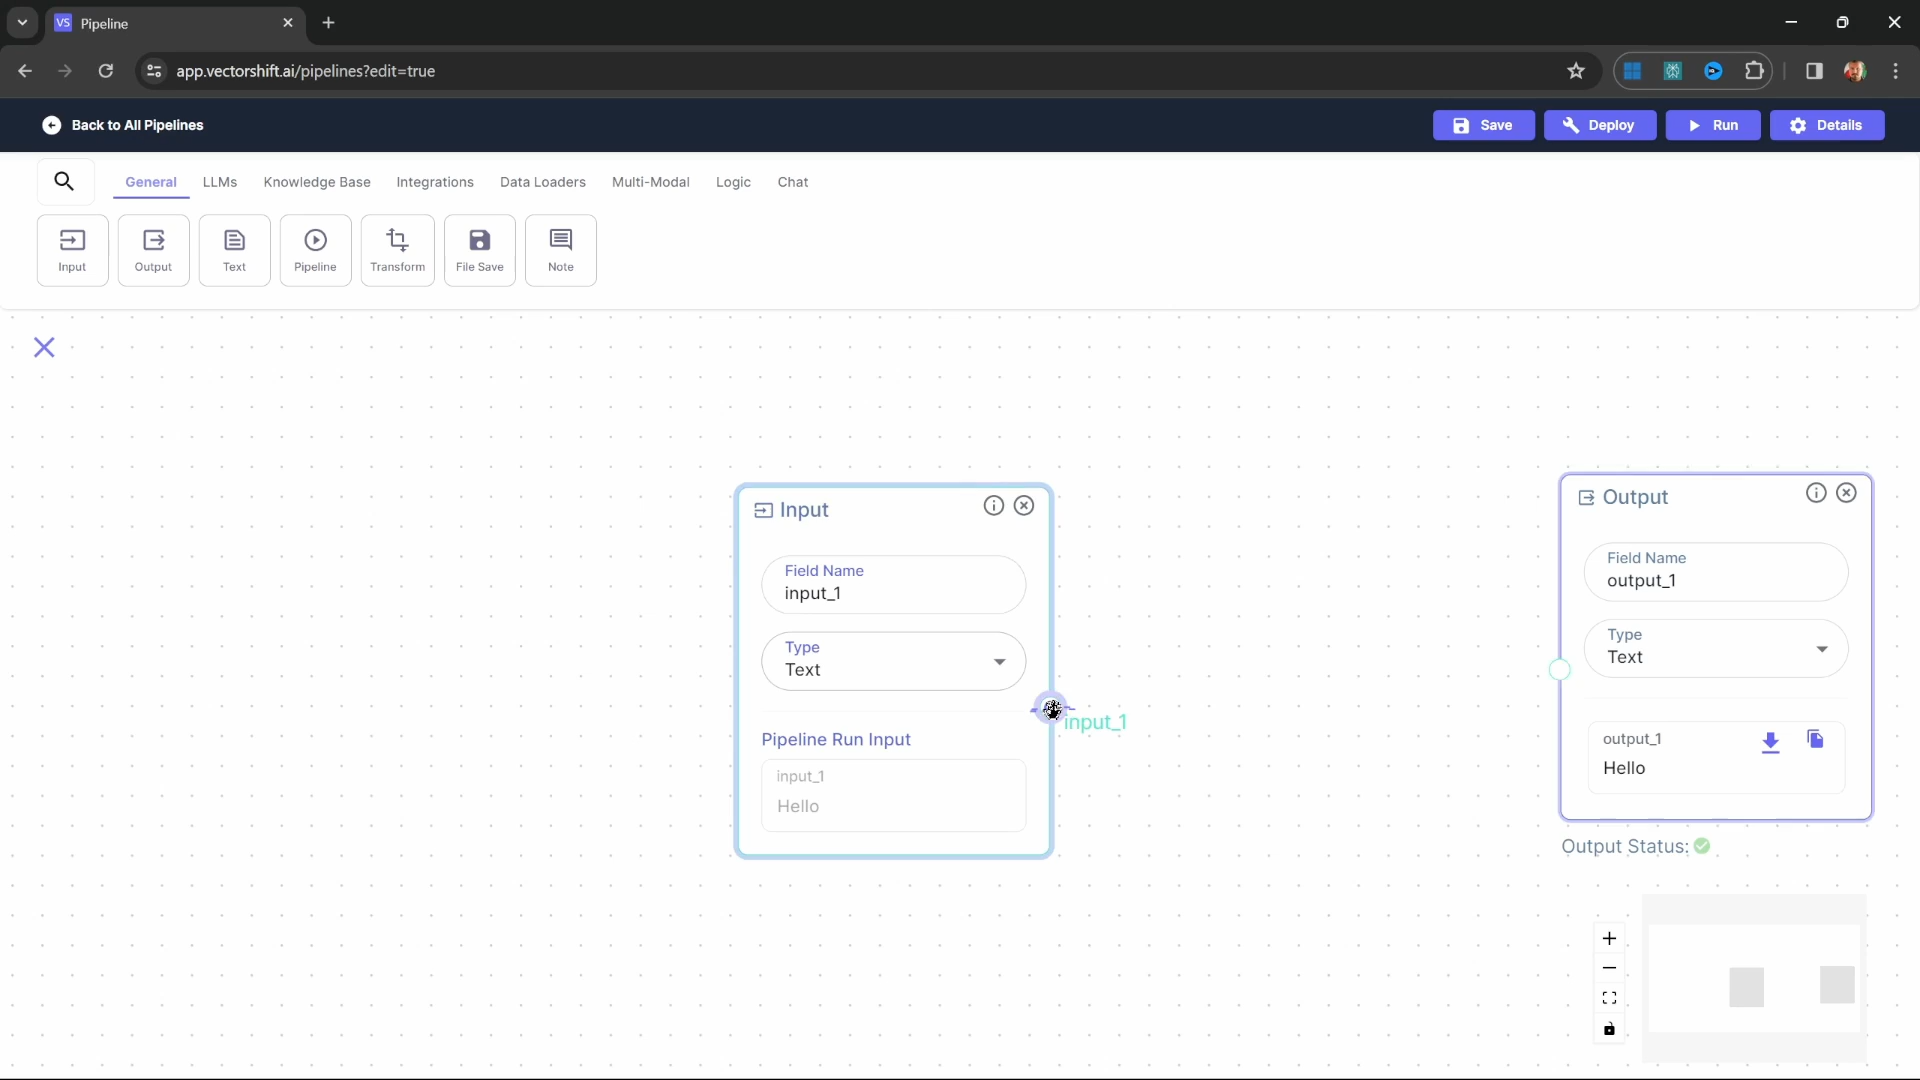 VS Pipeline
app.vectorshift.ai/pipelines?edit=true
Back to All Pipelines
Save
Deploy
Run
Details
General
LLMs
Knowledge Base
Integrations
Data Loaders
Multi-Modal
Logic
Chat
Input
Output
Text
Pipeline
Transform
File Save
Note
Input
Field Name
input_1
Type
Text
Pipeline Run Input
input_1
Hello
input_1
Output
Field Name
output_1
Type
Text
output_1
Hello
Output Status: